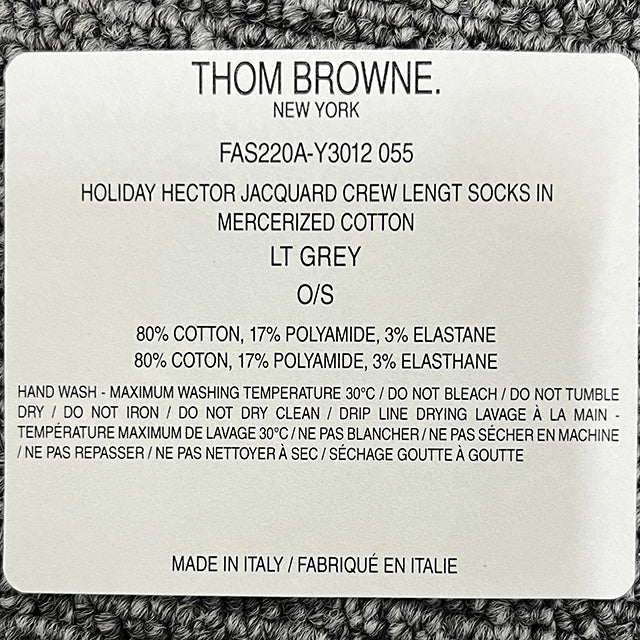 THOM BROWNE.
NEW YORK
FAS220A-Y3012 055
HOLIDAY HECTOR JACQUARD CREW LENGT SOCKS IN
MERCERIZED COTTON
LT GREY
O/S
80% COTTON, 17% POLYAMIDE, 3% ELASTANE
80% COTON, 17% POLYAMIDE, 3% ELASTHANE
HAND WASH - MAXIMUM WASHING TEMPERATURE 30°C / DO NOT BLEACH / DO NOT TUMBLE
DRY / DO NOT IRON / DO NOT DRY CLEAN / DRIP LINE DRYING LAVAGE À LA MAIN -
TEMPÉRATURE MAXIMUM DE LAVAGE 30°C / NE PAS BLANCHER / NE PAS SÉCHER EN MACHINE
/ NE PAS REPASSER / NE PAS NETTOYER À SEC / SÉCHAGE GOUTTE À GOUTTE
MADE IN ITALY / FABRIQUÉ EN ITALIE